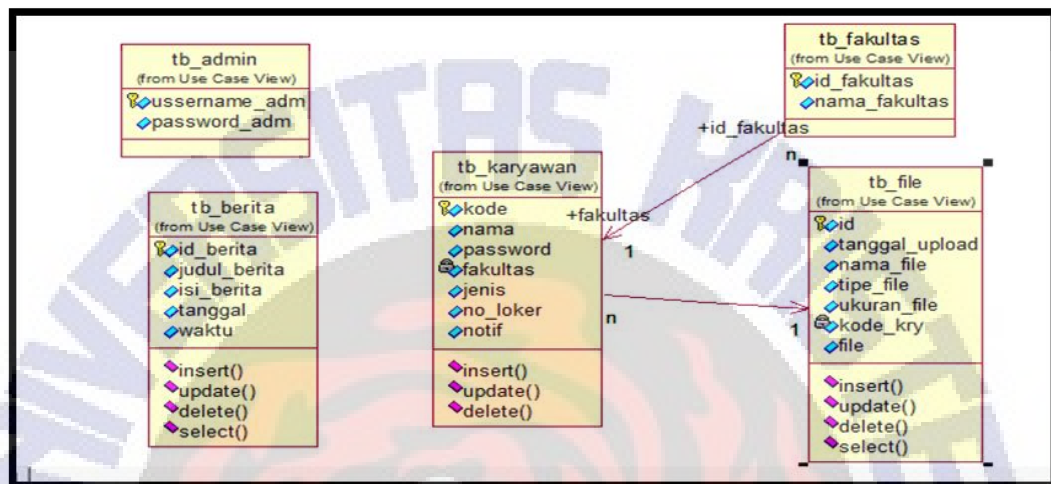 tb_admin
(from Use Case View)
ussername_adm
password_adm
tb_fakultas
(from Use Case View)
id_fakultas
nama_fakultas
+id_fakultas
n
tb_karyawan
(from Use Case View)
kode
nama
password
fakultas
jenis
no_loker
notif
insert()
update()
delete()
+fakultas
1
n
1
tb_berita
(from Use Case View)
id_berita
judul_berita
isi_berita
tanggal
waktu
insert()
update()
delete()
select()
tb_file
(from Use Case View)
id
tanggal_upload
nama_file
tipe_file
ukuran_file
kode_kry
file
insert()
update()
delete()
select()